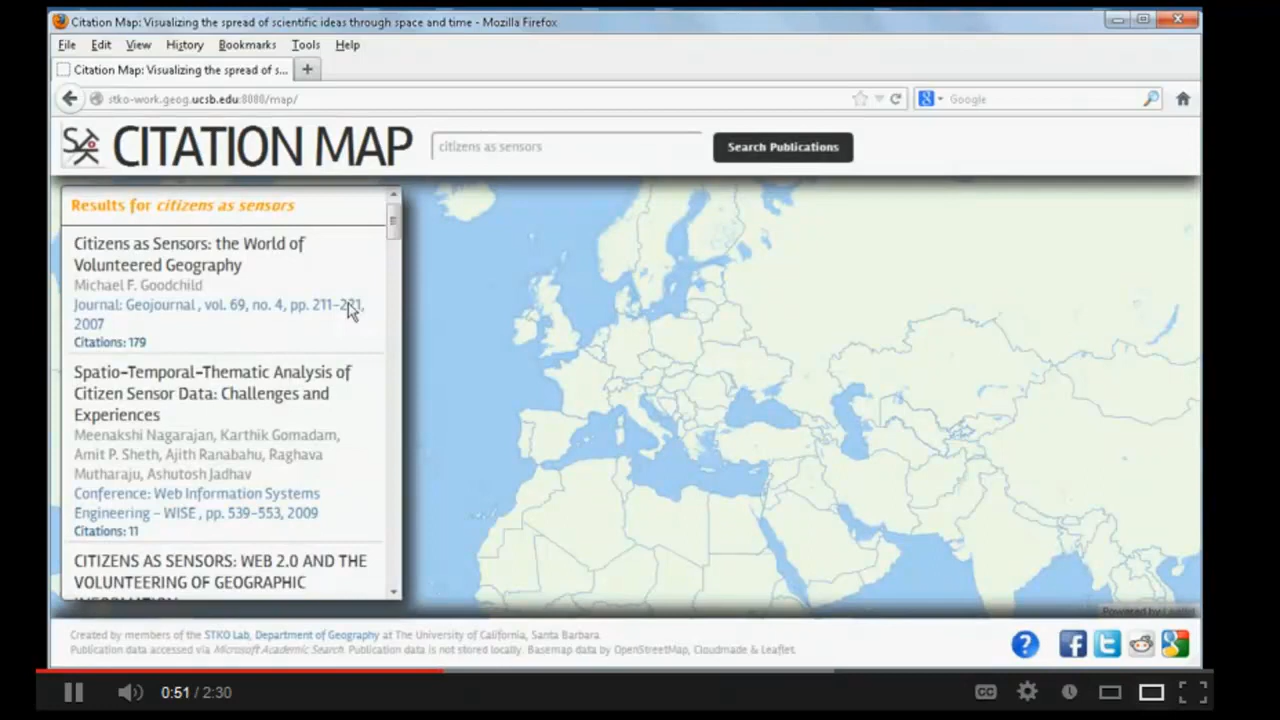 Citation Map: Visualizing the spread of scientific ideas through space and time - Mozilla Firefox
File Edit View History Bookmarks Tools Help
Citation Map: Visualizing the spread of s... +
stko-work.geog.ucsb.edu:8080/map/ Google
CITATION MAP citizens as sensors Search Publications
Results for citizens as sensors
Citizens as Sensors: the World of
Volunteered Geography
Michael F. Goodchild
Journal: Geojournal , vol. 69, no. 4, pp. 211-221,
2007
Citations: 179
Spatio-Temporal-Thematic Analysis of
Citizen Sensor Data: Challenges and
Experiences
Meenakshi Nagarajan, Karthik Gomadam,
Amit P. Sheth, Ajith Ranabahu, Raghava
Mutharaju, Ashutosh Jadhav
Conference: Web Information Systems
Engineering - WISE , pp. 539-553, 2009
Citations: 11
CITIZENS AS SENSORS: WEB 2.0 AND THE
VOLUNTEERING OF GEOGRAPHIC
Powered by Leaflet
Created by members of the STKO Lab, Department of Geography at The University of California, Santa Barbara.
Publication data accessed via Microsoft Academic Search. Publication data is not stored locally. Basemap data by OpenStreetMap, Cloudmade & Leaflet.
0:51 / 2:30 CC